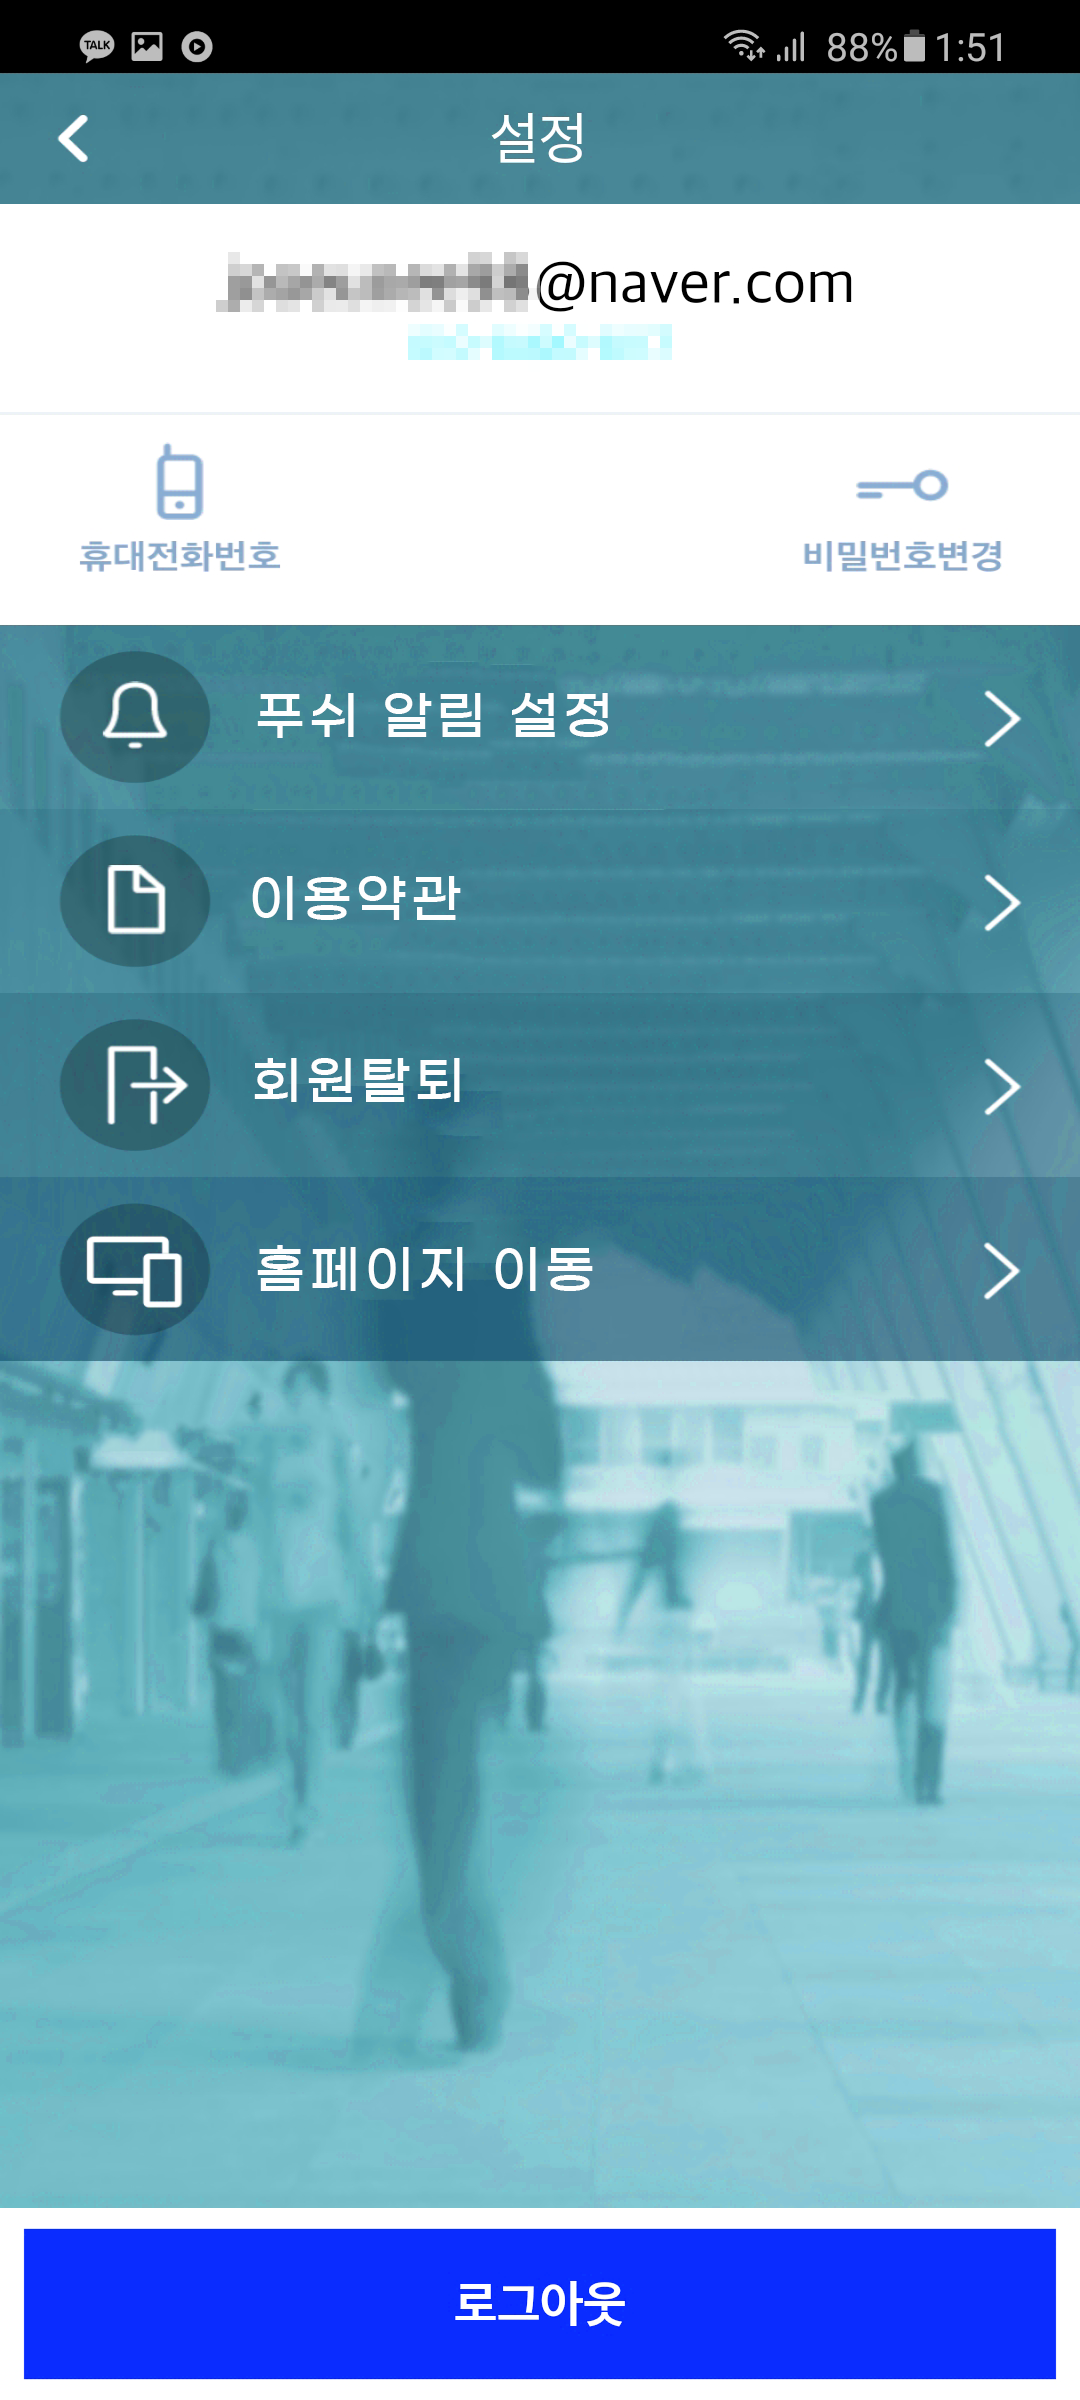 TALK 88% 1:51
설정
@naver.com
휴대전화번호 비밀번호변경
푸쉬 알림 설정
이용약관
회원탈퇴
홈페이지 이동
로그아웃